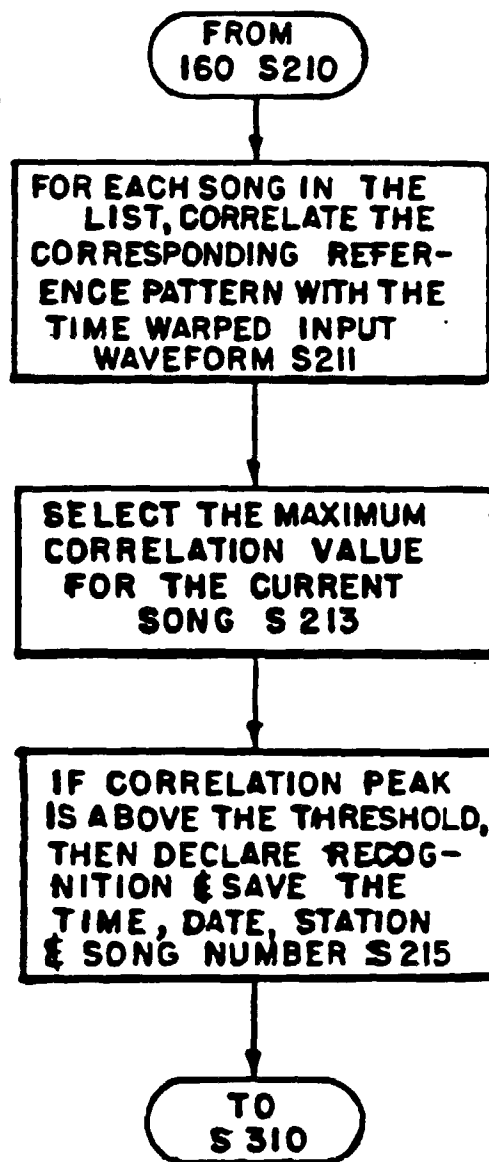 FROM
160 S210
FOR EACH SONG IN THE
LIST, CORRELATE THE
CORRESPONDING REFER-
ENCE PATTERN WITH THE
TIME WARPED INPUT
WAVEFORM S211
SELECT THE MAXIMUM
CORRELATION VALUE
FOR THE CURRENT
SONG S 213
IF CORRELATION PEAK
IS ABOVE THE THRESHOLD,
THEN DECLARE RECOG-
NITION & SAVE THE
TIME, DATE, STATION
& SONG NUMBER S 215
TO
S 310